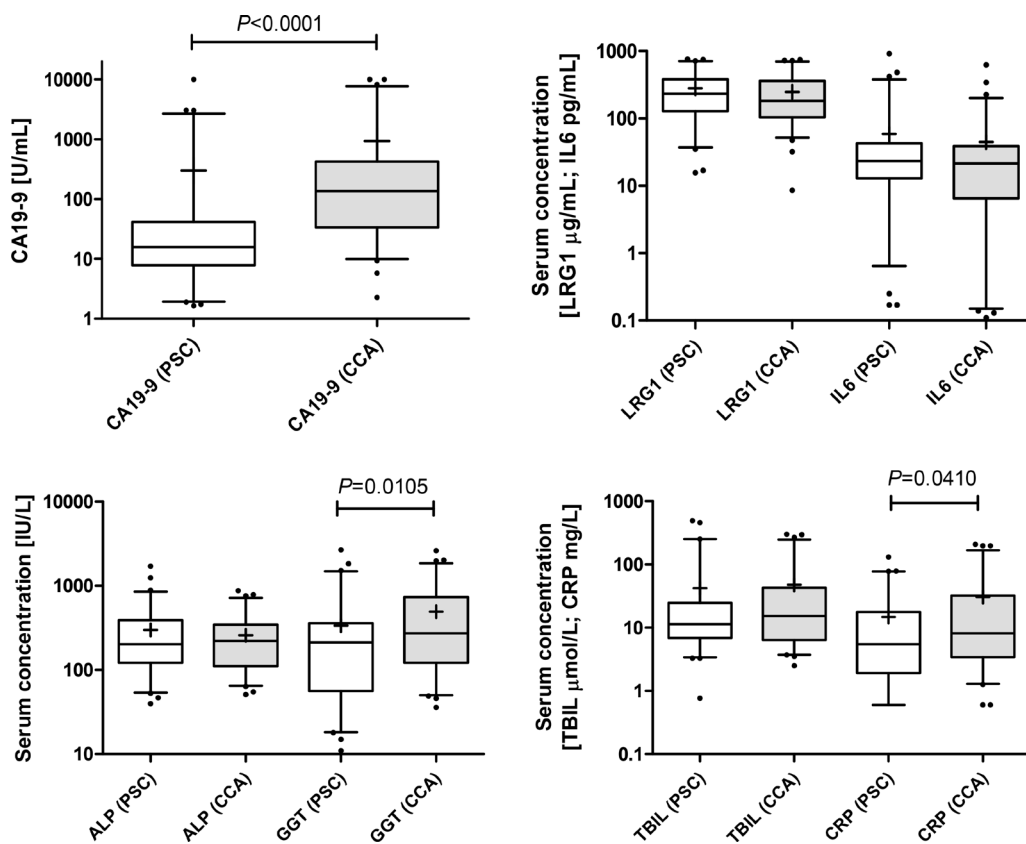 P<0.0001
CA19-9 [U/mL]
10000
1000
100
10
1
CA19-9 (PSC)
CA19-9 (CCA)
Serum concentration
[LRG1 μg/mL; IL6 pg/mL]
1000
100
10
1
0.1
LRG1 (PSC)
LRG1 (CCA)
IL6 (PSC)
IL6 (CCA)
P=0.0105
Serum concentration [IU/L]
10000
1000
100
10
ALP (PSC)
ALP (CCA)
GGT (PSC)
GGT (CCA)
P=0.0410
Serum concentration
[TBIL μmol/L; CRP mg/L]
1000
100
10
1
0.1
TBIL (PSC)
TBIL (CCA)
CRP (PSC)
CRP (CCA)